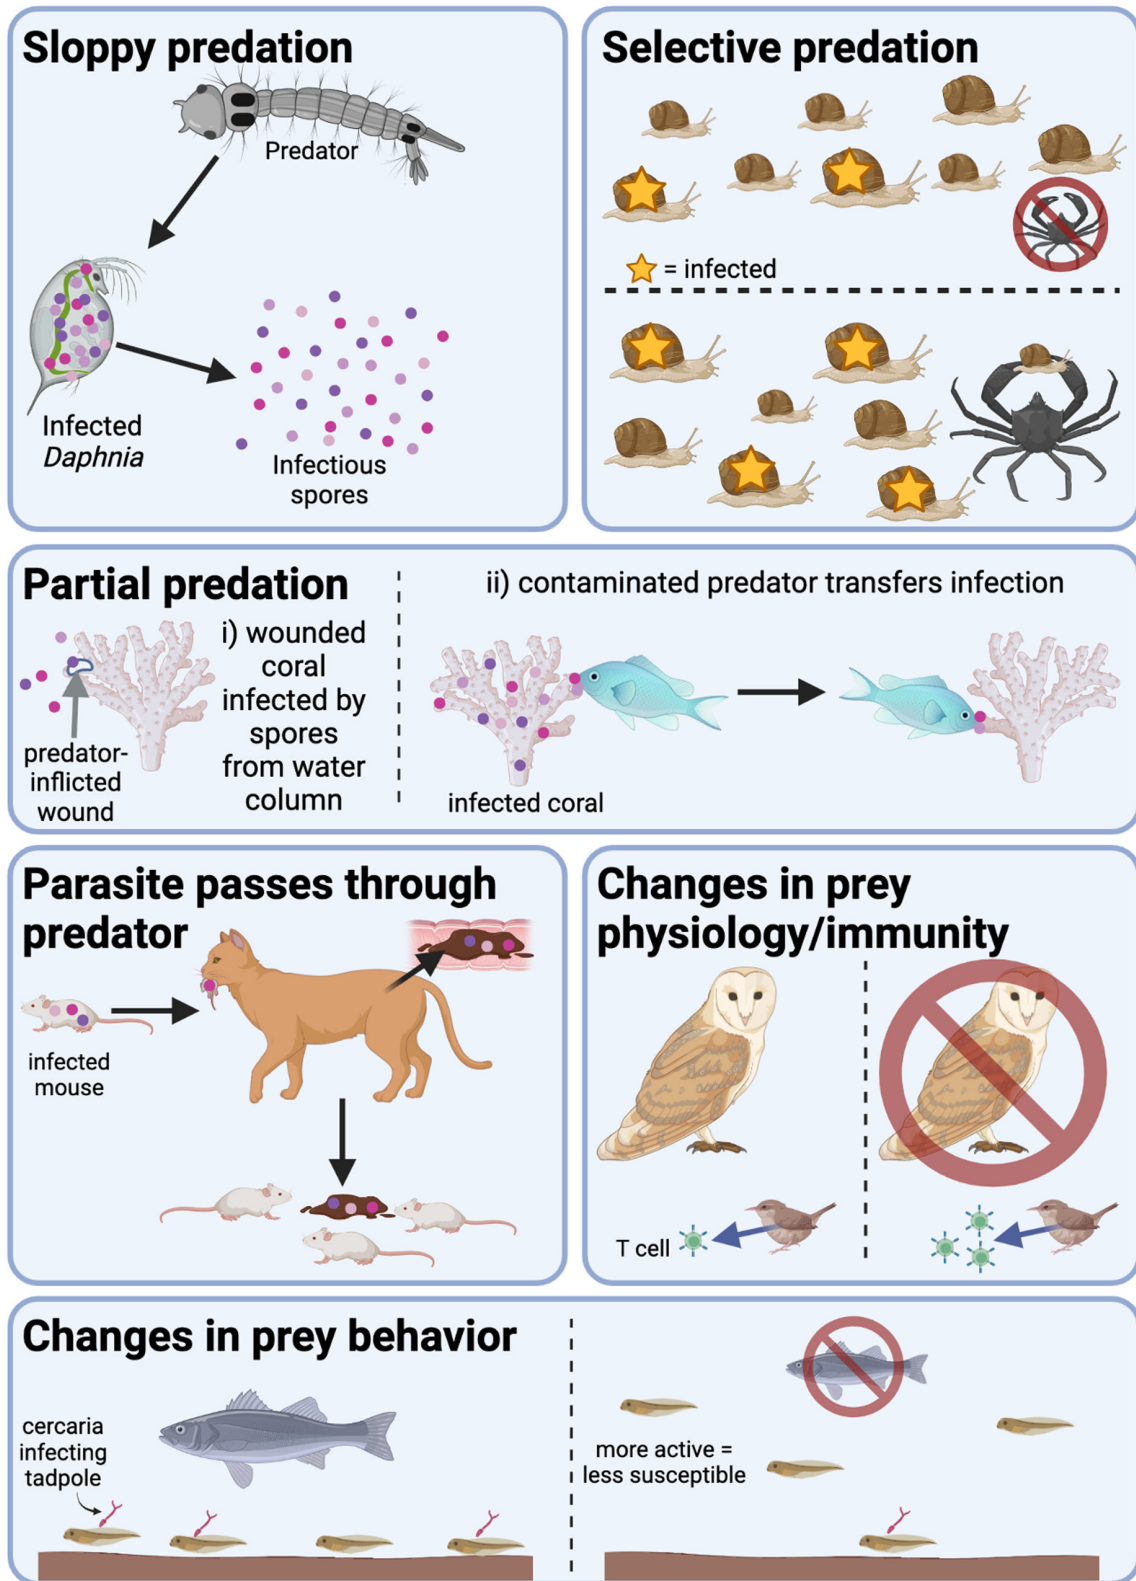 Sloppy predation
Predator
Infected
Daphnia
Infectious
spores
Selective predation
= infected
Partial predation
predator-
inflicted
wound
i) wounded
coral
infected by
spores
from water
column
ii) contaminated predator transfers infection
infected coral
Parasite passes through
predator
infected
mouse
Changes in prey
physiology/immunity
T cell
Changes in prey behavior
cercaria
infecting
tadpole
more active =
less susceptible